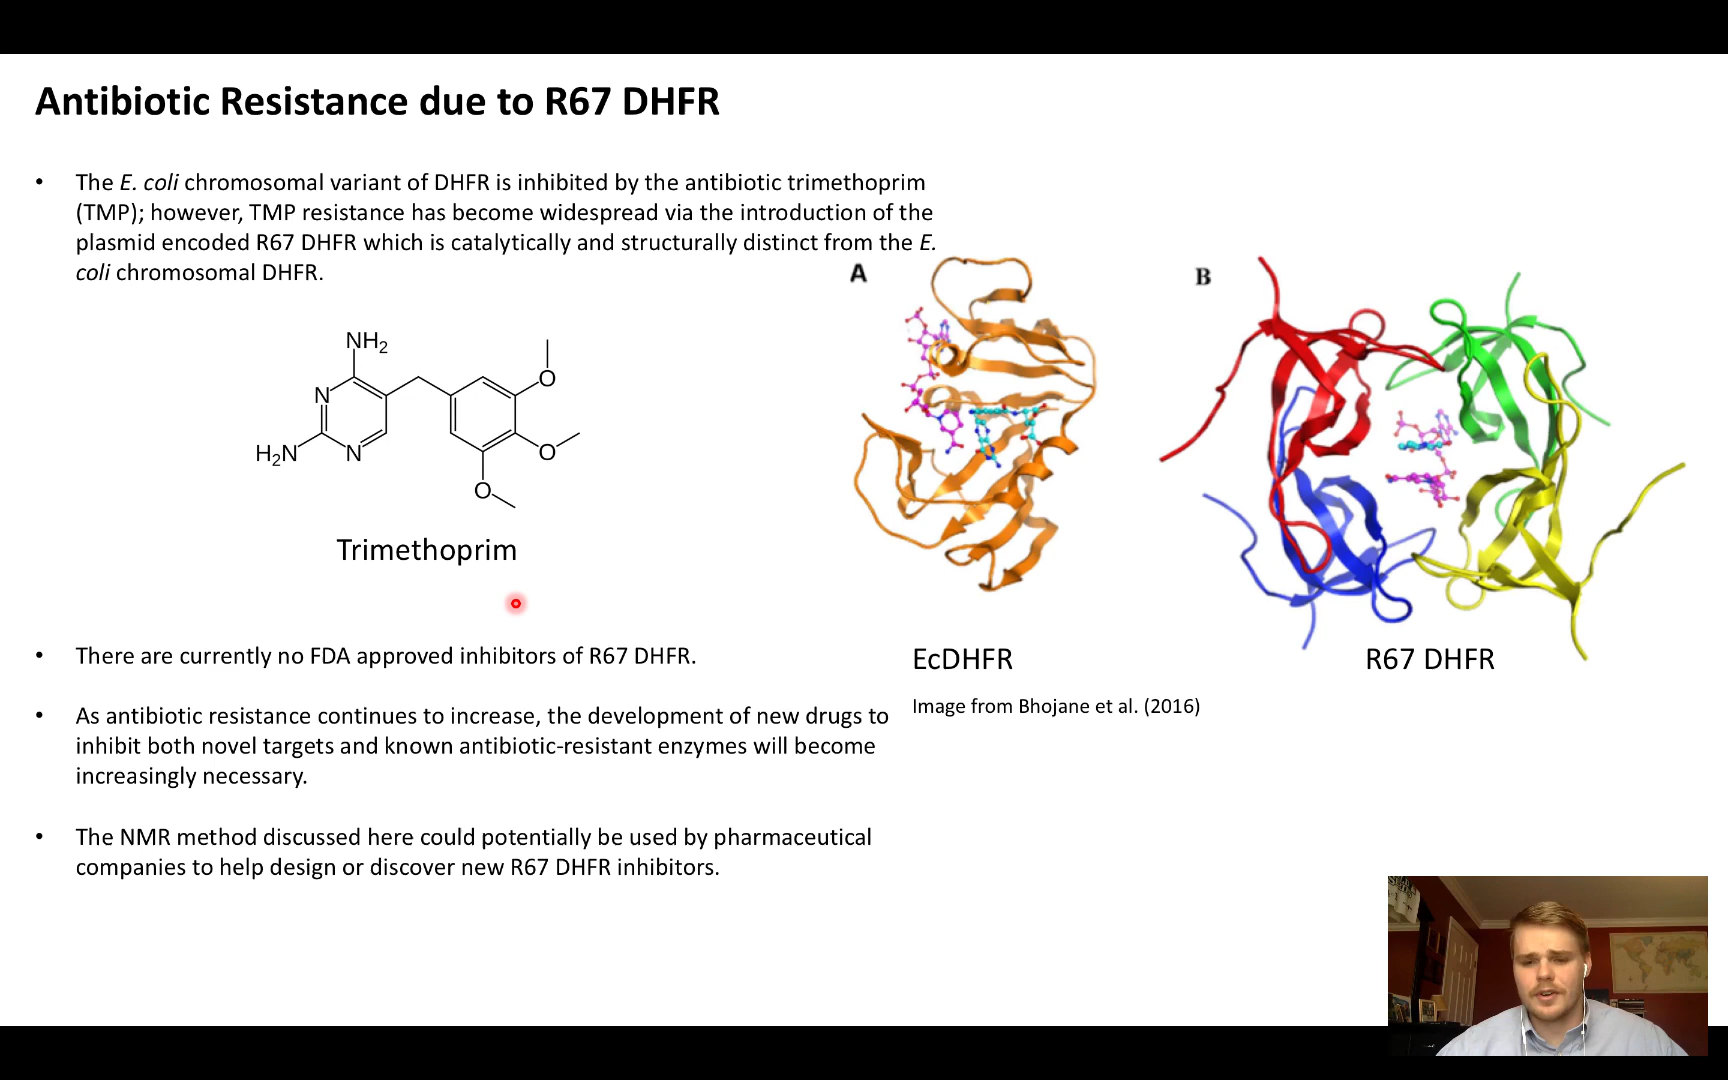 Antibiotic Resistance due to R67 DHFR
• The E. coli chromosomal variant of DHFR is inhibited by the antibiotic trimethoprim
(TMP); however, TMP resistance has become widespread via the introduction of the
plasmid encoded R67 DHFR which is catalytically and structurally distinct from the E.
coli chromosomal DHFR.
A
B
NH2
N
N
H2N
O
O
O
Trimethoprim
• There are currently no FDA approved inhibitors of R67 DHFR.
• As antibiotic resistance continues to increase, the development of new drugs to
inhibit both novel targets and known antibiotic-resistant enzymes will become
increasingly necessary.
• The NMR method discussed here could potentially be used by pharmaceutical
companies to help design or discover new R67 DHFR inhibitors.
EcDHFR
R67 DHFR
Image from Bhojane et al. (2016)